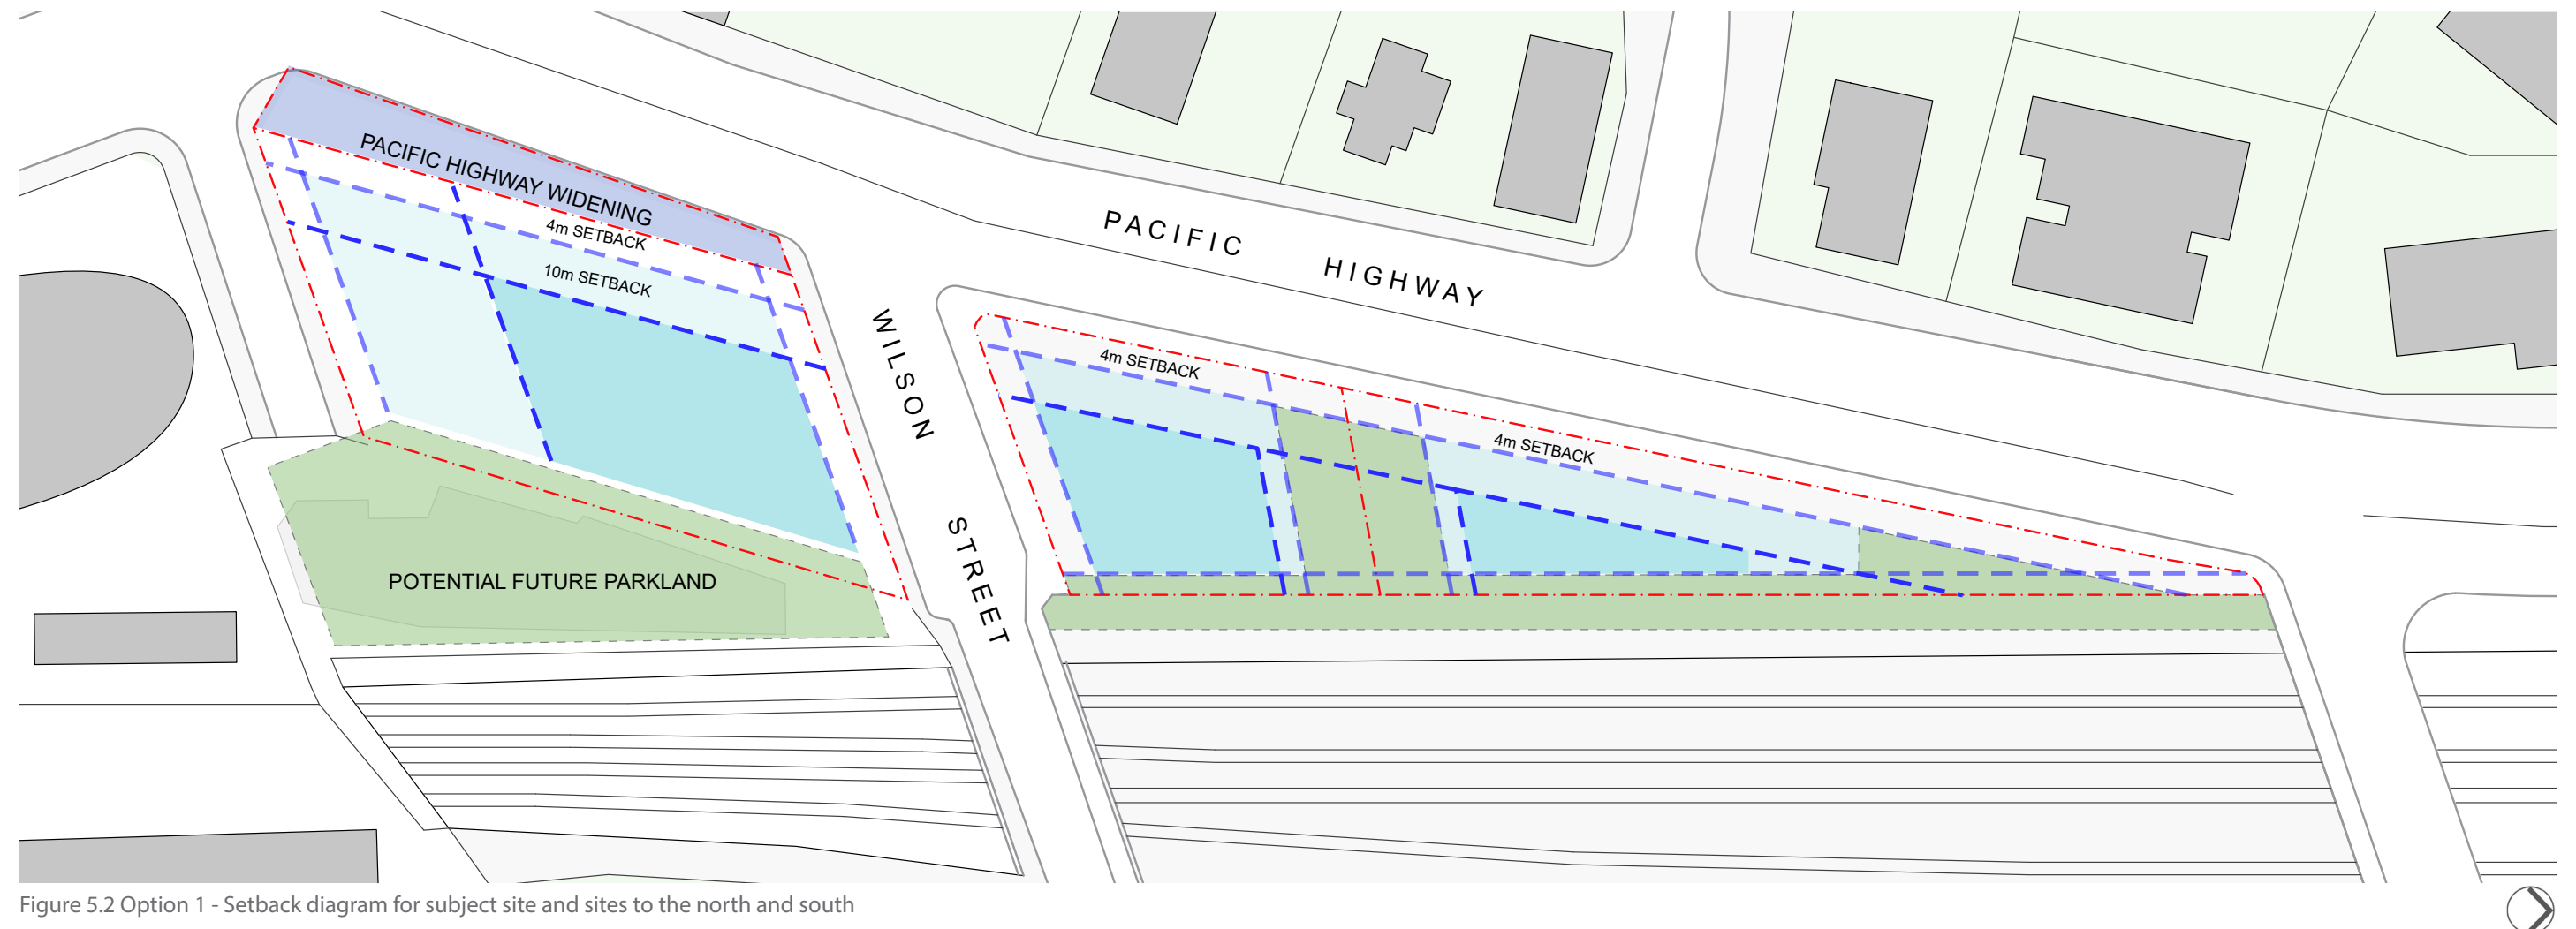 PACIFIC HIGHWAY WIDENING
4m SETBACK
10m SETBACK
PACIFIC HIGHWAY
WILSON STREET
4m SETBACK
4m SETBACK
POTENTIAL FUTURE PARKLAND
Figure 5.2 Option 1 - Setback diagram for subject site and sites to the north and south